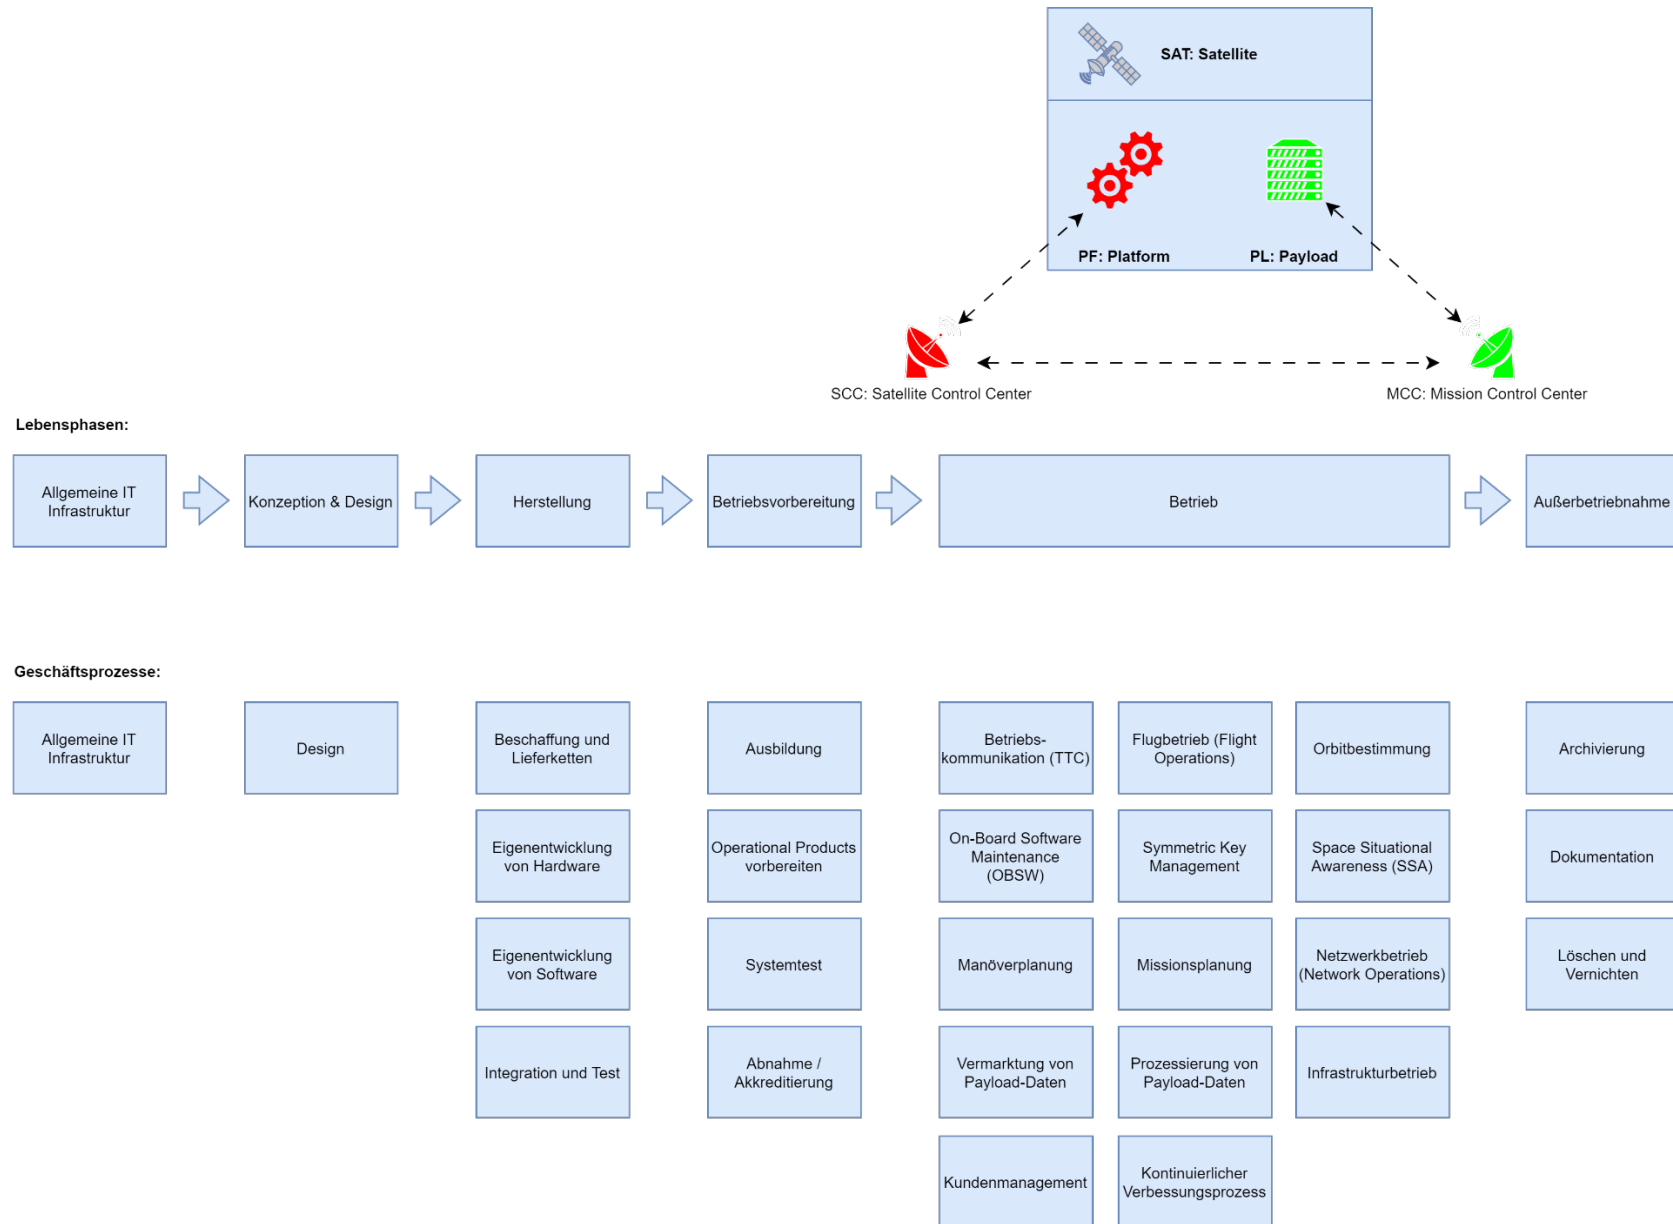 SAT: Satellite
PF: Platform
PL: Payload
SCC: Satellite Control Center
MCC: Mission Control Center
Lebensphasen:
Allgemeine IT
Infrastruktur
Konzeption & Design
Herstellung
Betriebsvorbereitung
Betrieb
Außerbetriebnahme
Geschäftsprozesse:
Allgemeine IT
Infrastruktur
Design
Beschaffung und
Lieferketten
Eigenentwicklung
von Hardware
Eigenentwicklung
von Software
Integration und Test
Ausbildung
Operational Products
vorbereiten
Systemtest
Abnahme /
Akkreditierung
Betriebs-
kommunikation (TTC)
On-Board Software
Maintenance
(OBSW)
Manöverplanung
Vermarktung von
Payload-Daten
Kundenmanagement
Flugbetrieb (Flight
Operations)
Symmetric Key
Management
Missionsplanung
Prozessierung von
Payload-Daten
Kontinuierlicher
Verbessungsprozess
Orbitbestimmung
Space Situational
Awareness (SSA)
Netzwerkbetrieb
(Network Operations)
Infrastrukturbetrieb
Archivierung
Dokumentation
Löschen und
Vernichten